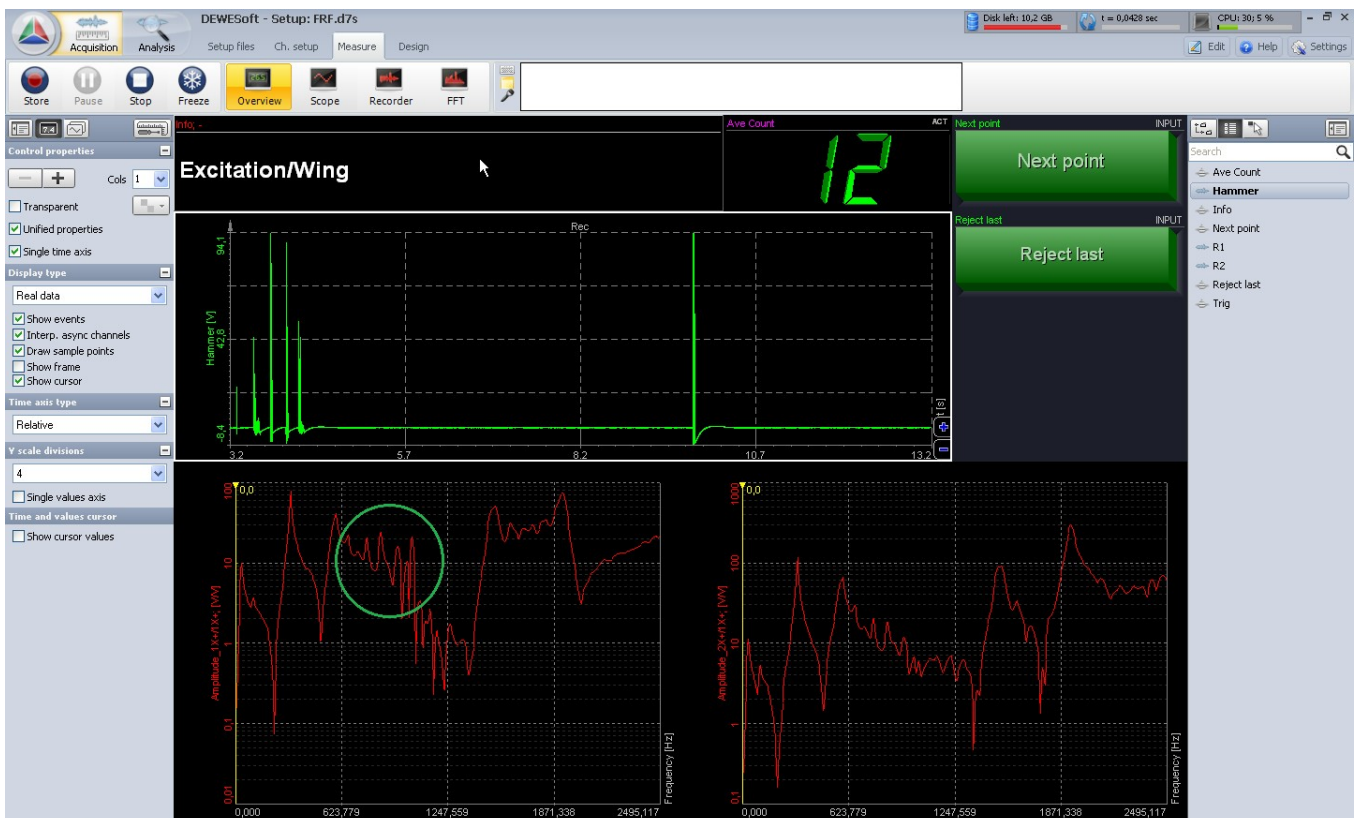 DEWESoft - Setup: FRF.d7s
Disk left: 10,2 GB
t = 0,0428 sec
CPU: 30; 5 %
Acquisition
Analysis
Setup files
Ch. setup
Measure
Design
Edit
Help
Settings
Store
Pause
Stop
Freeze
Overview
Scope
Recorder
FFT
Control properties
Cols 1
Transparent
Unified properties
Single time axis
Display type
Real data
Show events
Interp. async channels
Draw sample points
Show frame
Show cursor
Time axis type
Relative
Y scale divisions
4
Single values axis
Time and values cursor
Show cursor values
Info; -
Excitation/Wing
Ave Count
ACT
12
Next point
INPUT
Next point
Reject last
INPUT
Reject last
Rec
94,1
Hammer [V]
42,8
-8,4
t [s]
3.2
5.7
8.2
10.7
13.2
100
0,0
10
Amplitude_1X+/1X+; [V/V]
1
0,1
0,01
0,000
623,779
1247,559
1871,338
2495,117
Frequency [Hz]
1000
0,0
100
Amplitude_2X+/1X+; [V/V]
10
1
0,1
0,000
623,779
1247,559
1871,338
2495,117
Frequency [Hz]
Search
Ave Count
Hammer
Info
Next point
R1
R2
Reject last
Trig